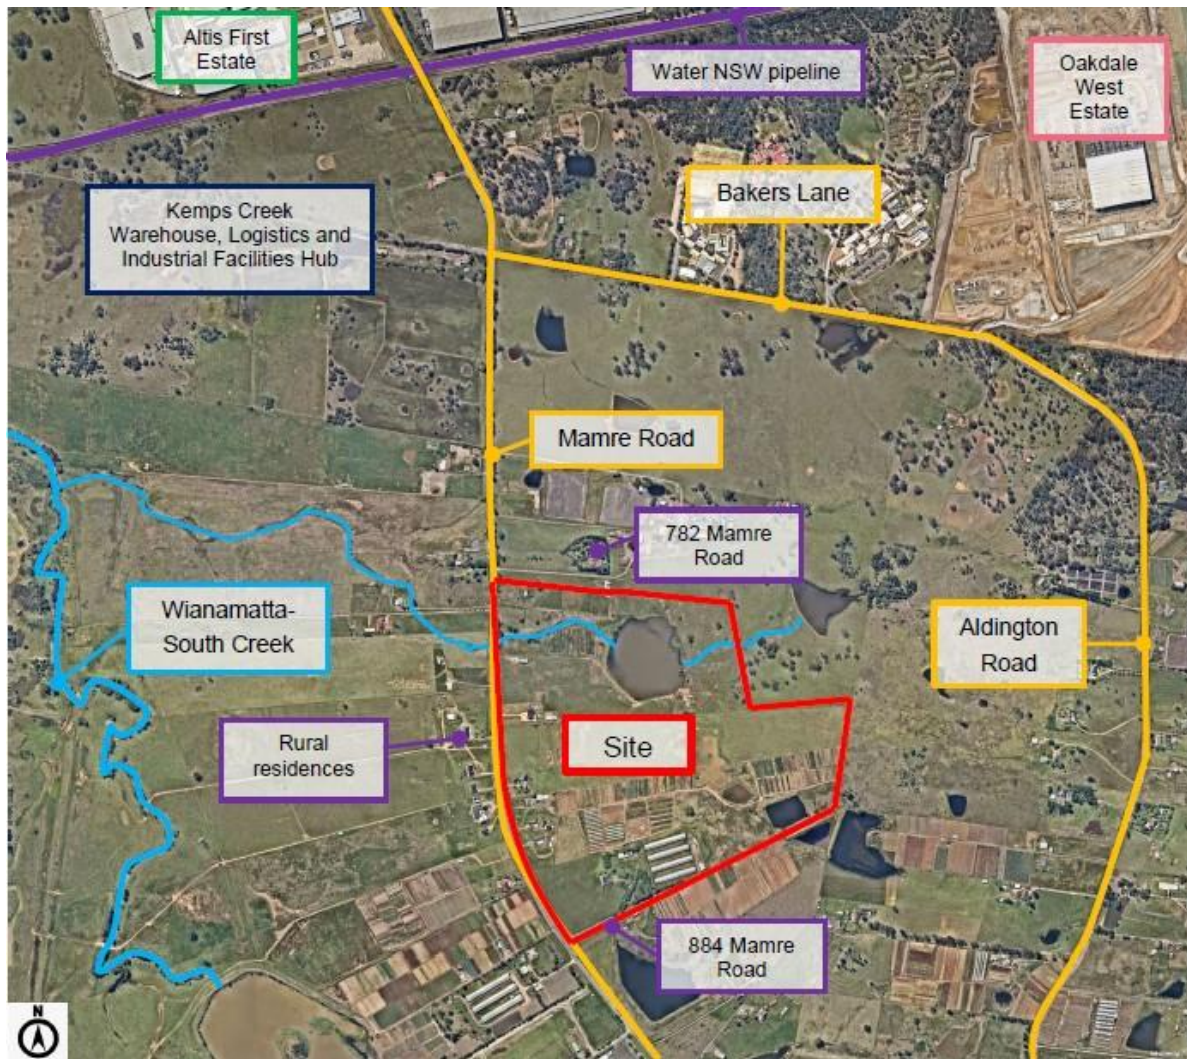 Altis First
Estate
Water NSW pipeline
Oakdale
West
Estate
Bakers Lane
Kemps Creek
Warehouse, Logistics and
Industrial Facilities Hub
Mamre Road
782 Mamre
Road
Wianamatta-
South Creek
Aldington
Road
Rural
residences
Site
884 Mamre
Road
N